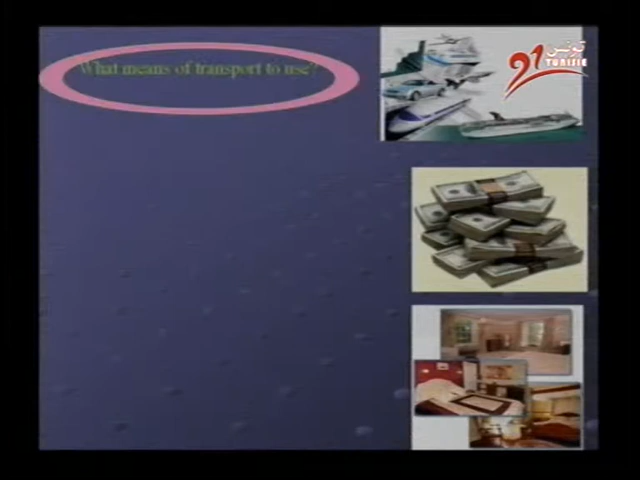 What means of transport to use?
تونس
21
TUNISIE